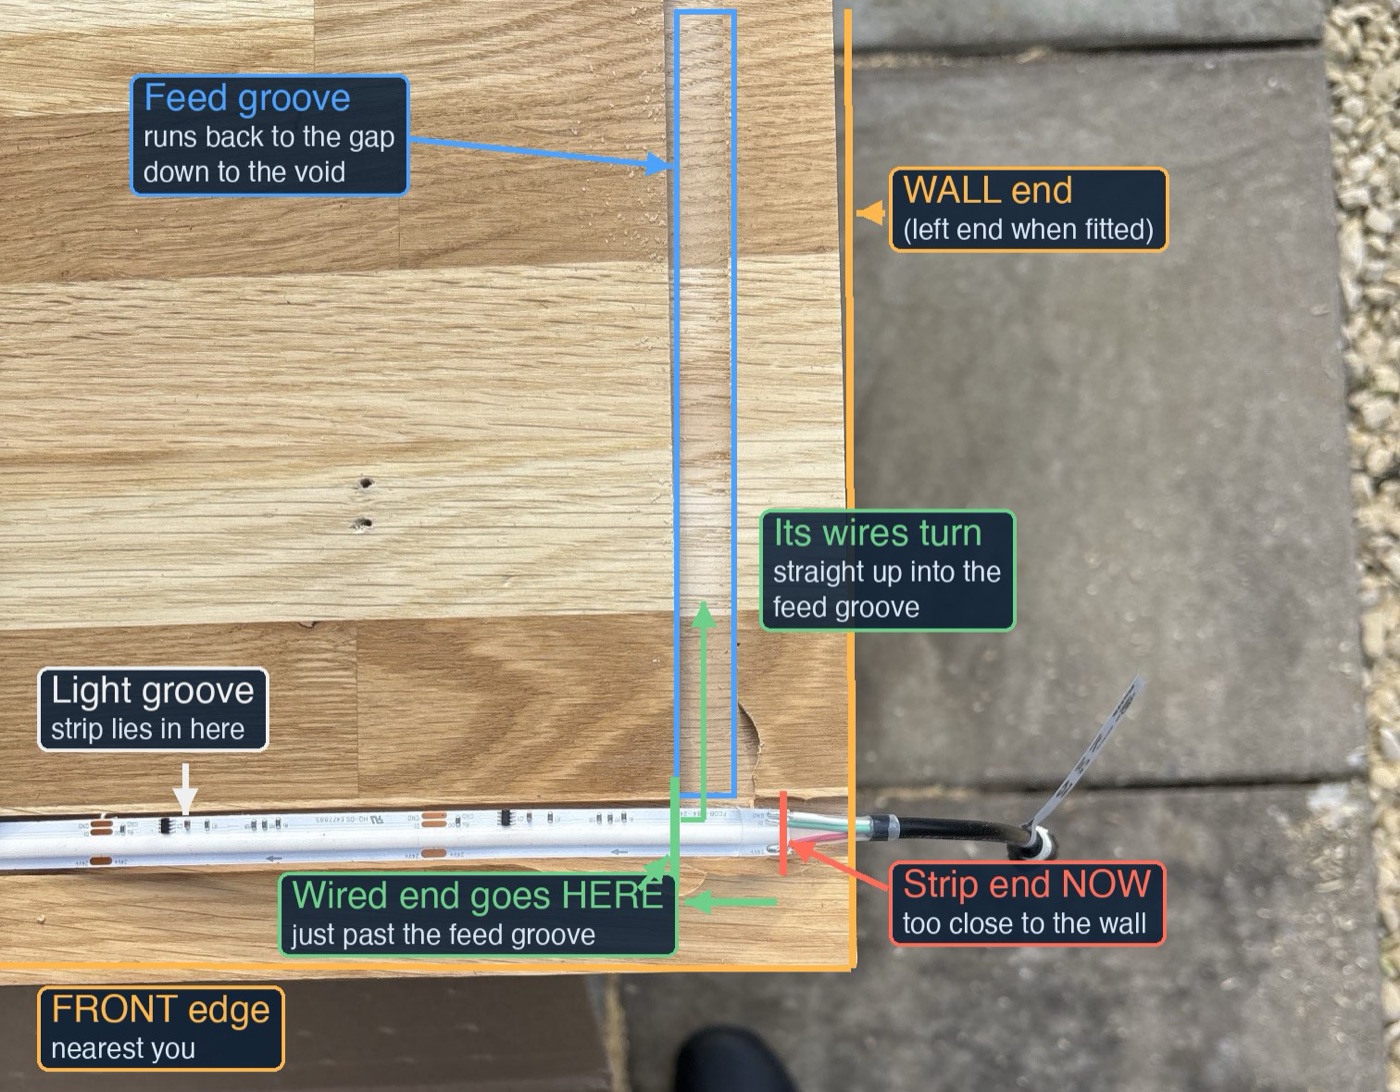 Feed groove
runs back to the gap
down to the void
WALL end
(left end when fitted)
Its wires turn
straight up into the
feed groove
Light groove
strip lies in here
Wired end goes HERE
just past the feed groove
Strip end NOW
too close to the wall
FRONT edge
nearest you
24V+
24V+